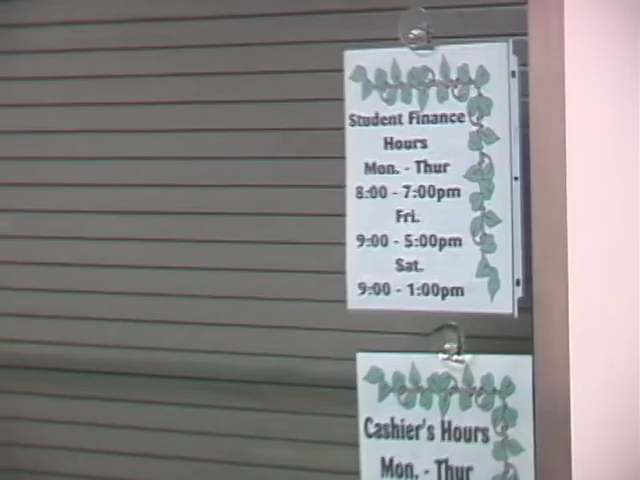 Student Finance
Hours
Mon. - Thur
8:00 - 7:00pm
Fri.
9:00 - 5:00pm
Sat.
9:00 - 1:00pm
Cashier's Hours
Mon. - Thur